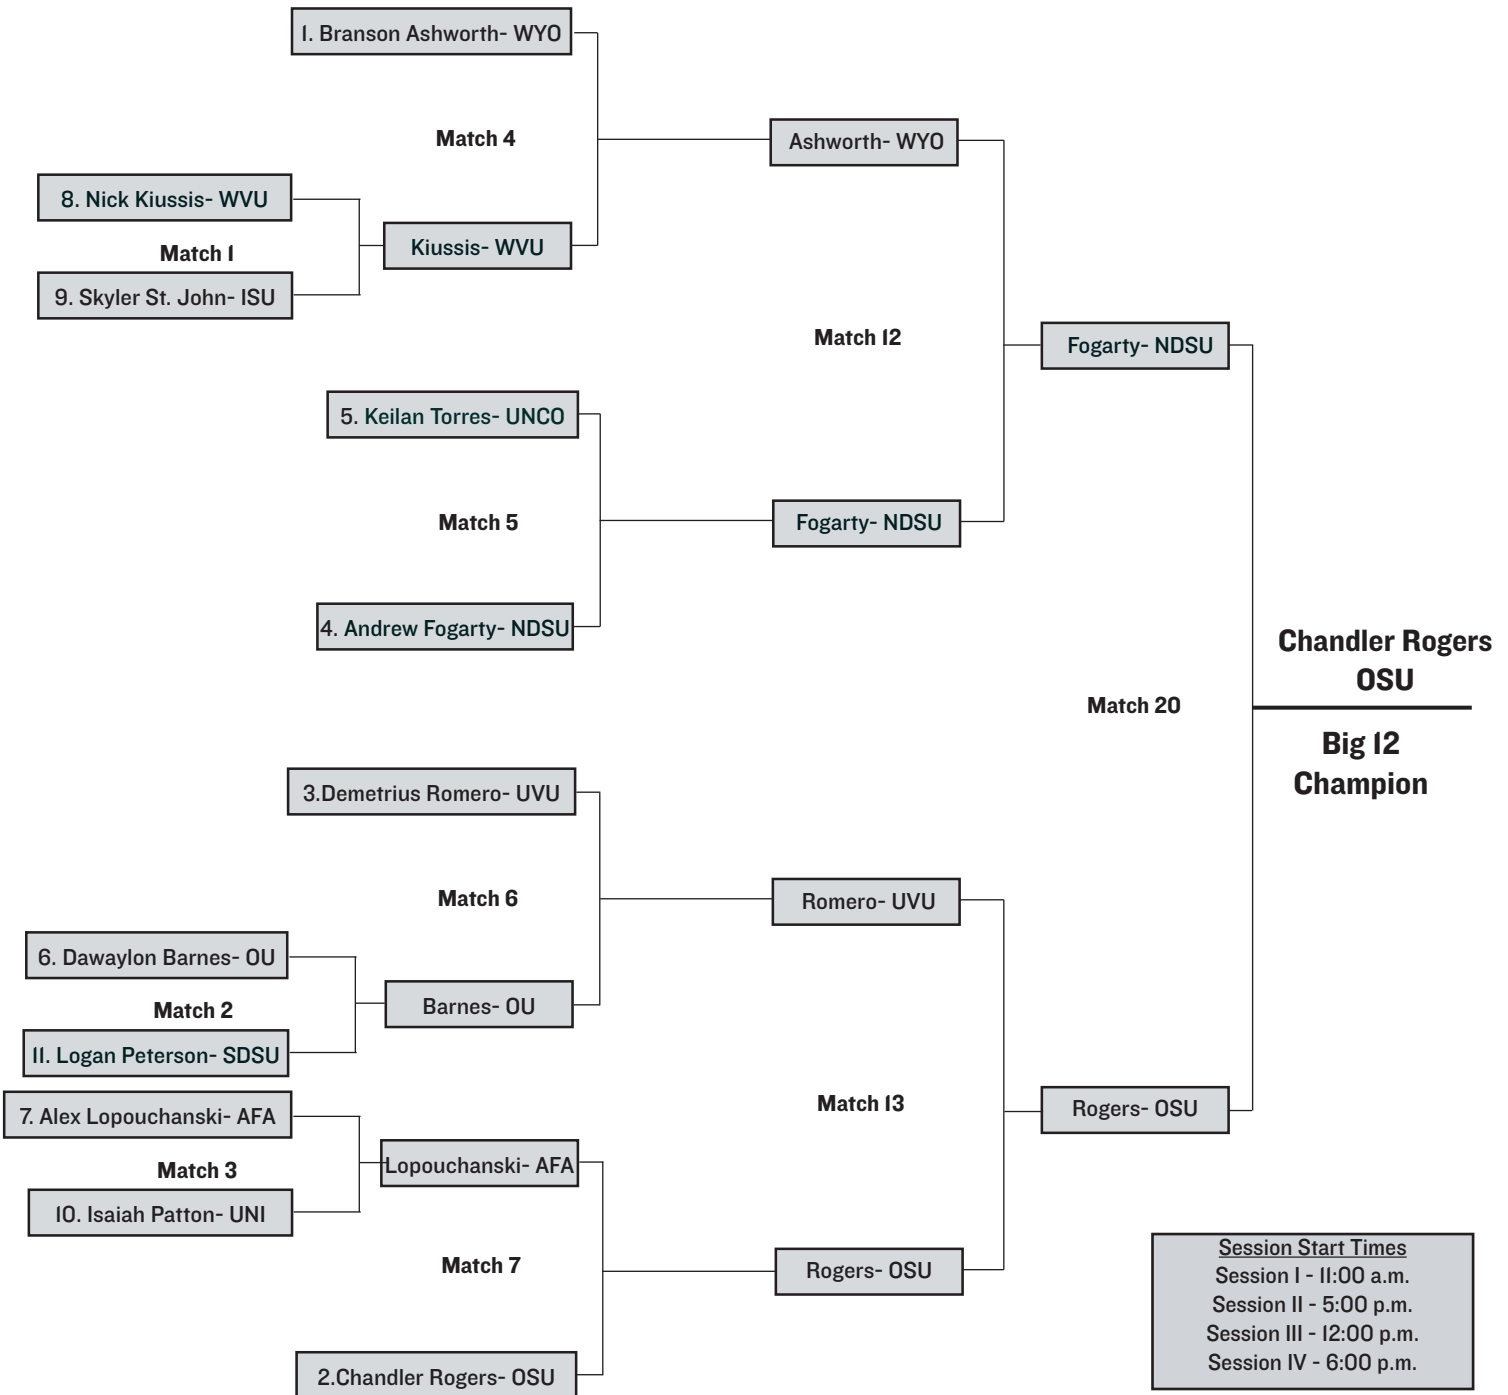 1. Branson Ashworth- WYO
Match 4
Ashworth- WYO
8. Nick Kiussis- WVU
Match 1
Kiussis- WVU
9. Skyler St. John- ISU
Match 12
Fogarty- NDSU
5. Keilan Torres- UNCO
Match 5
Fogarty- NDSU
4. Andrew Fogarty- NDSU
Chandler Rogers
OSU
Match 20
Big 12
Champion
3.Demetrius Romero- UVU
Match 6
Romero- UVU
6. Dawaylon Barnes- OU
Match 2
Barnes- OU
11. Logan Peterson- SDSU
7. Alex Lopouchanski- AFA
Match 13
Rogers- OSU
Match 3
Lopouchanski- AFA
10. Isaiah Patton- UNI
Match 7
Rogers- OSU
2.Chandler Rogers- OSU
Session Start Times
Session I - 11:00 a.m.
Session II - 5:00 p.m.
Session III - 12:00 p.m.
Session IV - 6:00 p.m.